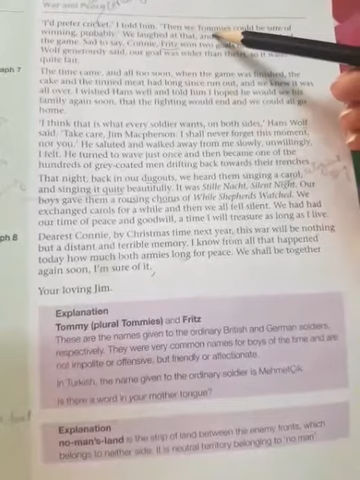 War and Peace
'I'd prefer cricket,' I told him. 'Then we Tommies could be sure of
winning, probably.' We laughed at that, and
the game. Sad to say, Connie, Fritz won two goals
Wolf generously said, our goal was wider than theirs, so it wasn't
quite fair.
aph 7
The time came, and all too soon, when the game was finished, the
cake and the tinned meat had long since run out, and we knew it was
all over. I wished Hans well and told him I hoped he would see his
family again soon, that the fighting would end and we could all go
home.
'I think that is what every soldier wants, on both sides,' Hans Wolf
said. 'Take care, Jim Macpherson. I shall never forget this moment,
nor you.' He saluted and walked away from me slowly, unwillingly,
I felt. He turned to wave just once and then became one of the
hundreds of grey-coated men drifting back towards their trenches.
That night, back in our dugouts, we heard them singing a carol,
and singing it quite beautifully. It was Stille Nacht, Silent Night. Our
boys gave them a rousing chorus of While Shepherds Watched. We
exchanged carols for a while and then we all fell silent. We had had
our time of peace and goodwill, a time I will treasure as long as I live.
ph 8
Dearest Connie, by Christmas time next year, this war will be nothing
but a distant and terrible memory. I know from all that happened
today how much both armies long for peace. We shall be together
again soon, I'm sure of it.
Your loving Jim.
Explanation
Tommy (plural Tommies) and Fritz
These are the names given to the ordinary British and German soldiers,
respectively. They were very common names for boys of the time and are
not impolite or offensive, but friendly or affectionate.
In Turkish, the name given to the ordinary soldier is Mehmetçik.
Is there a word in your mother tongue?
Explanation
no-man's-land is the strip of land between the enemy fronts, which
belongs to neither side. It is neutral territory belonging to 'no man'.